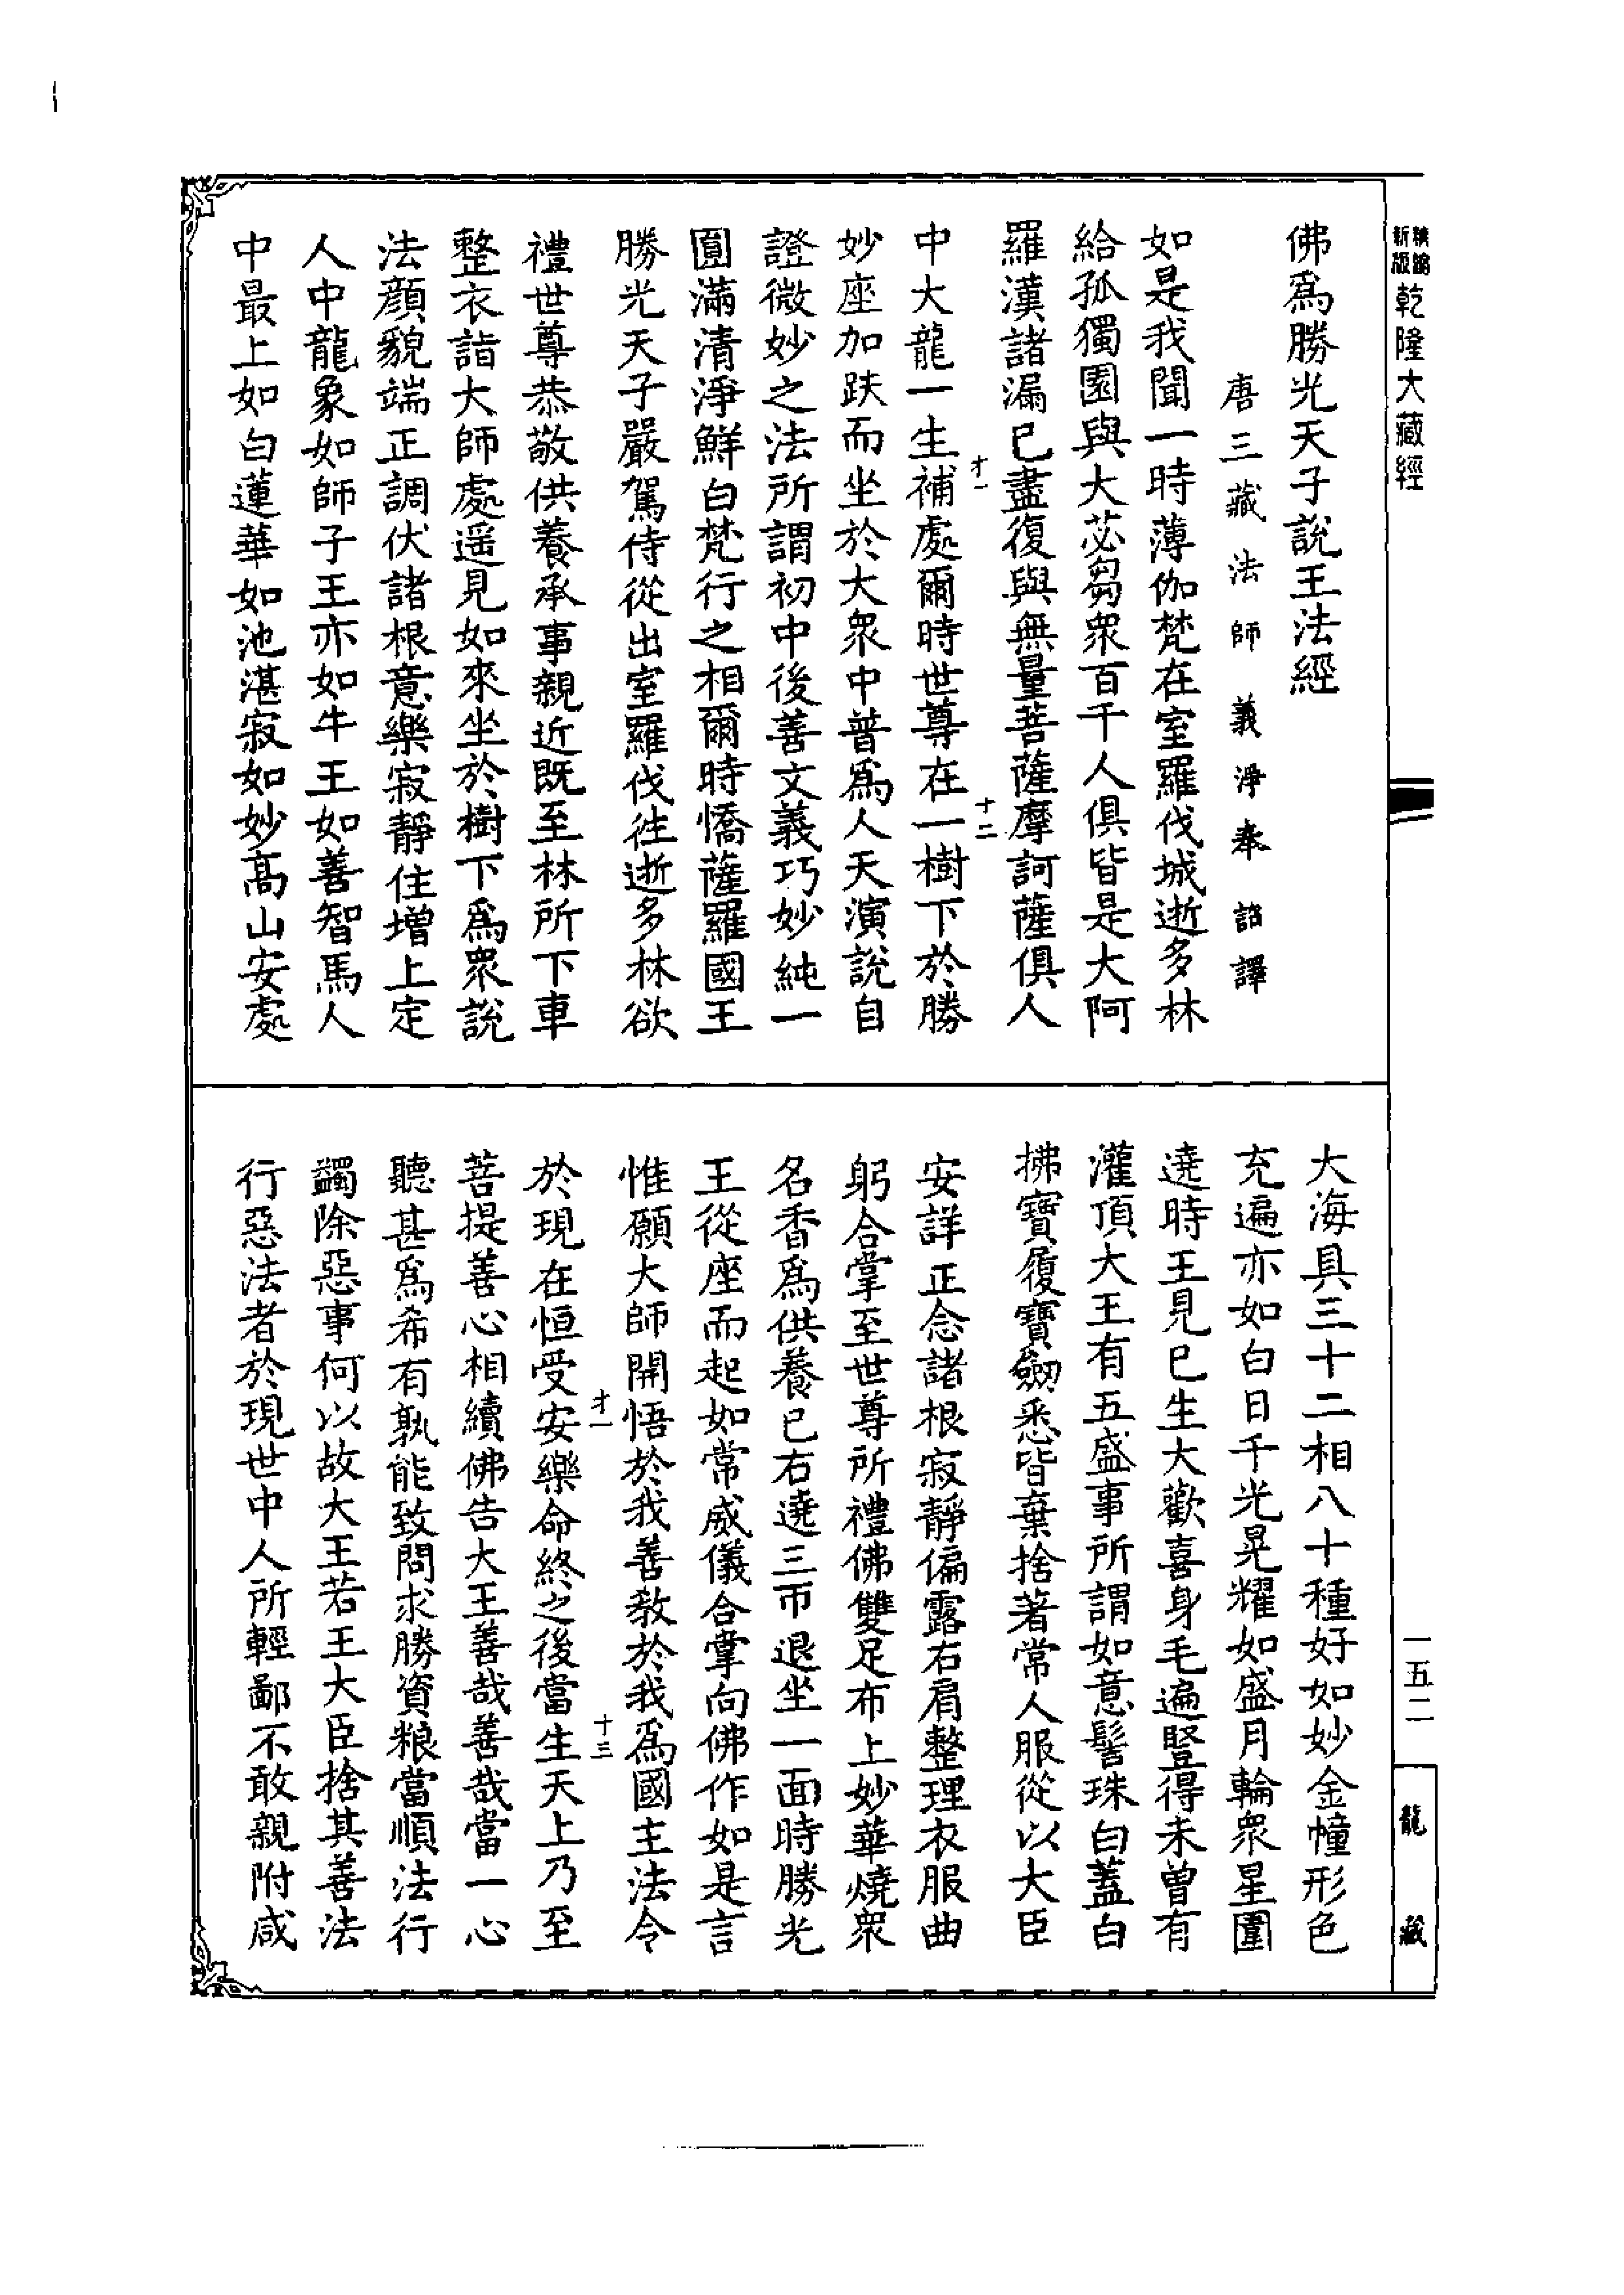 新版
乾隆大藏經
佛爲勝光天子說王法經
唐三藏法師義淨奉詔譯
如是我聞一時薄伽梵在室羅伐城逝多林
給孤獨園與大苾芻衆百千人俱皆是大阿
羅漢諸漏已盡復與無量菩薩摩訶薩俱人
中大龍一生補處爾時世尊在一樹下於勝
妙座加趺而坐於大衆中普爲人天演說自
證微妙之法所謂初中後善文義巧妙純一
圓滿清淨鮮白梵行之相爾時憍薩羅國王
勝光天子嚴駕侍從出室羅伐徃逝多林欲
禮世尊恭敬供養承事親近既至林所下車
整衣詣大師處遥見如來坐於樹下爲衆說
法顏貌端正調伏諸根意樂寂靜住增上定
人中龍象如師子王亦如牛王如善智馬人
中最上如白蓮華如池湛寂如妙高山安處
才一
十二
大海具三十二相八十種好如妙金幢形色
充遍亦如白日千光晃耀如盛月輪衆星圍
遶時王見已生大歡喜身毛遍豎得未曾有
灌頂大王有五盛事所謂如意髻珠白蓋白
拂寶履寶劒悉皆棄捨著常人服從以大臣
安詳正念諸根寂靜偏露右肩整理衣服曲
躬合掌至世尊所禮佛雙足布上妙華燒衆
名香爲供養已右遶三帀退坐一面時勝光
王從座而起如常威儀合掌向佛作如是言
惟願大師開悟於我善教於我爲國主法令
於現在恒受安樂命終之後當生天上乃至
菩提善心相續佛告大王善哉善哉當一心
聽甚爲希有孰能致問求勝資粮當順法行
蠲除惡事何以故大王若王大臣捨其善法
行惡法者於現世中人所輕鄙不敢親附咸
才一
十三
一五二
龍藏